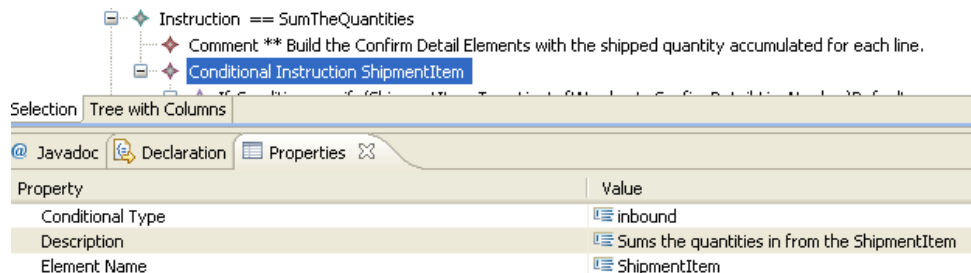 Instruction == SumTheQuantities
Comment ** Build the Confirm Detail Elements with the shipped quantity accumulated for each line.
Conditional Instruction ShipmentItem
Selection Tree with Columns
@ Javadoc Declaration Properties
Property Value
Conditional Type inbound
Description Sums the quantities in from the ShipmentItem
Element Name ShipmentItem